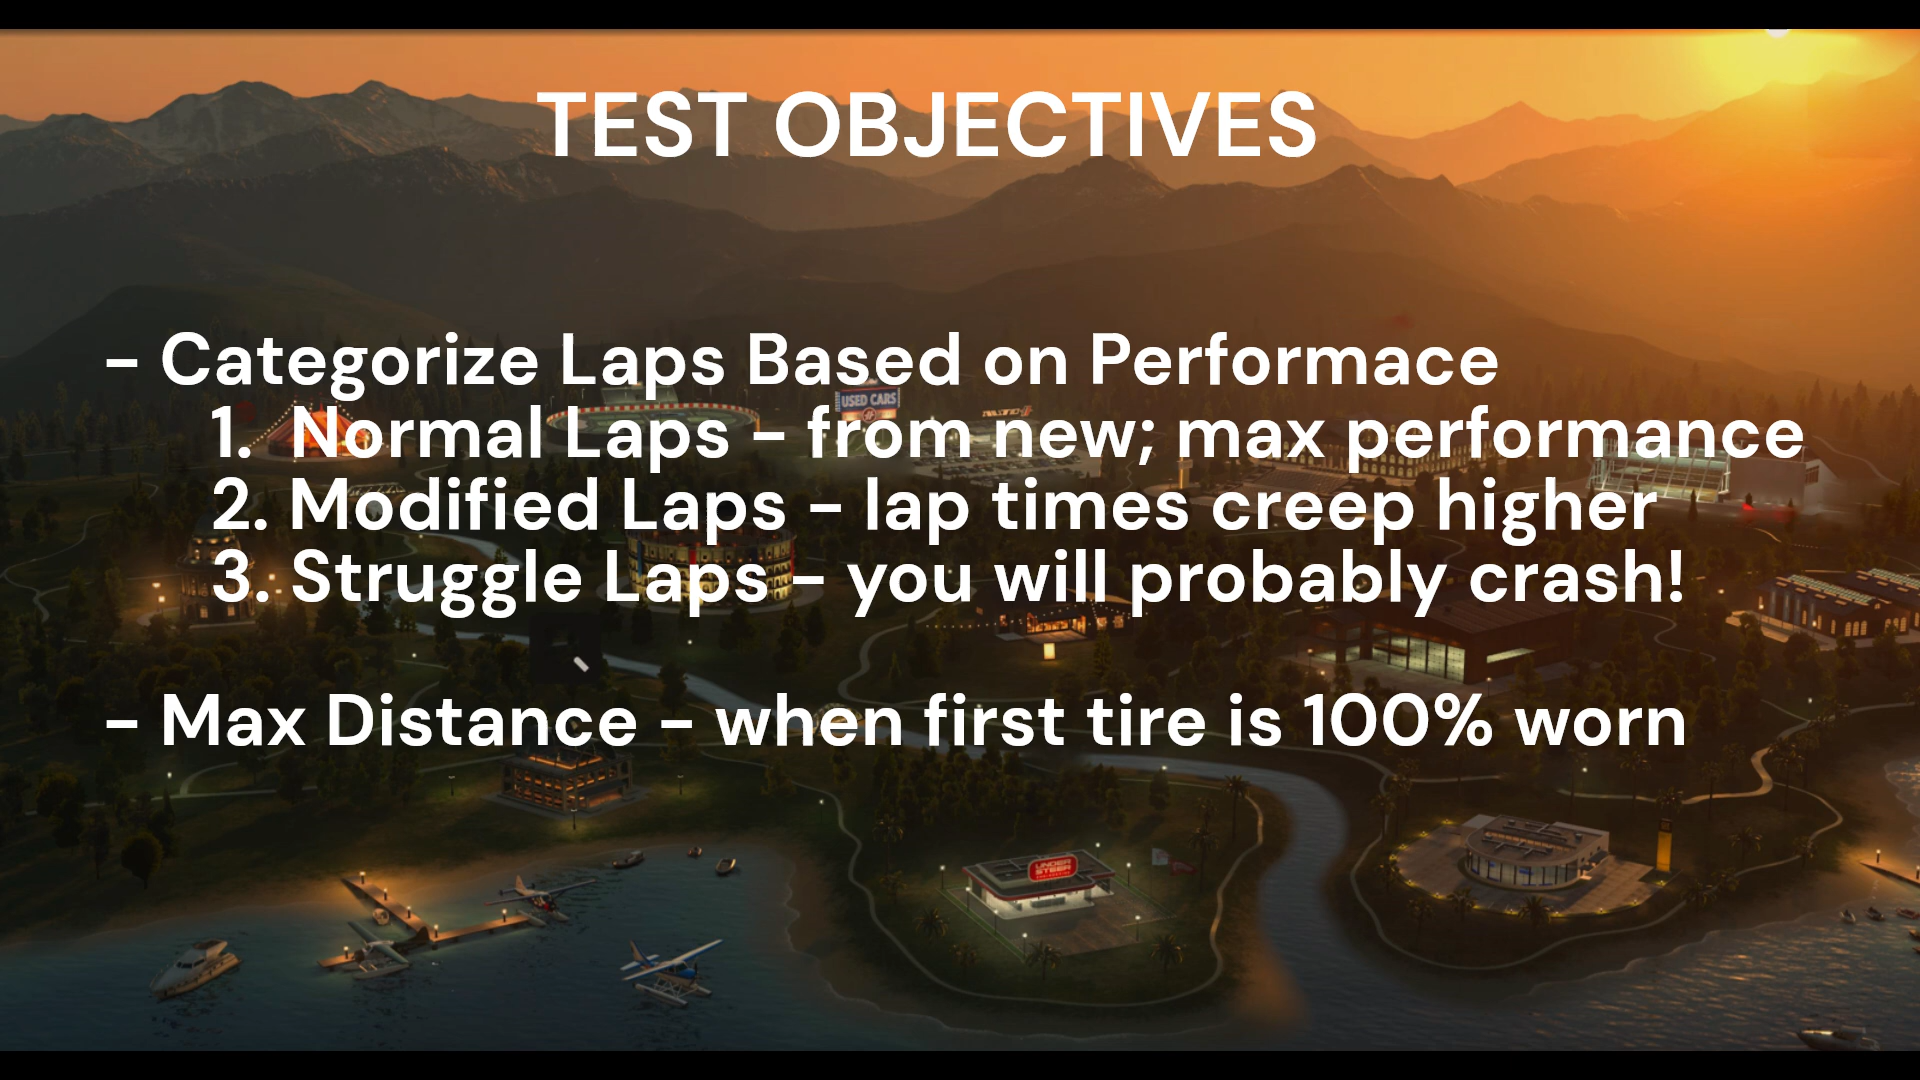 TEST OBJECTIVES
- Categorize Laps Based on Performace
USED CARS
1. Normal Laps - from new; max performance
2. Modified Laps - lap times creep higher
3. Struggle Laps - you will probably crash!
- Max Distance - when first tire is 100% worn
UNDER
STEER